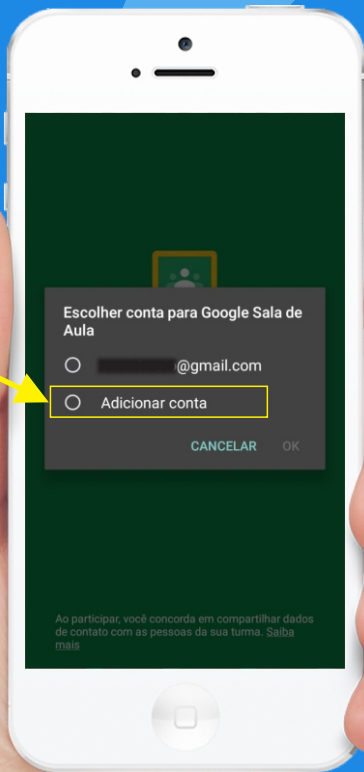 Escolher conta para Google Sala de
Aula
@gmail.com
Adicionar conta
CANCELAR OK
Ao participar, você concorda em compartilhar dados
de contato com as pessoas da sua turma. Saiba
mais